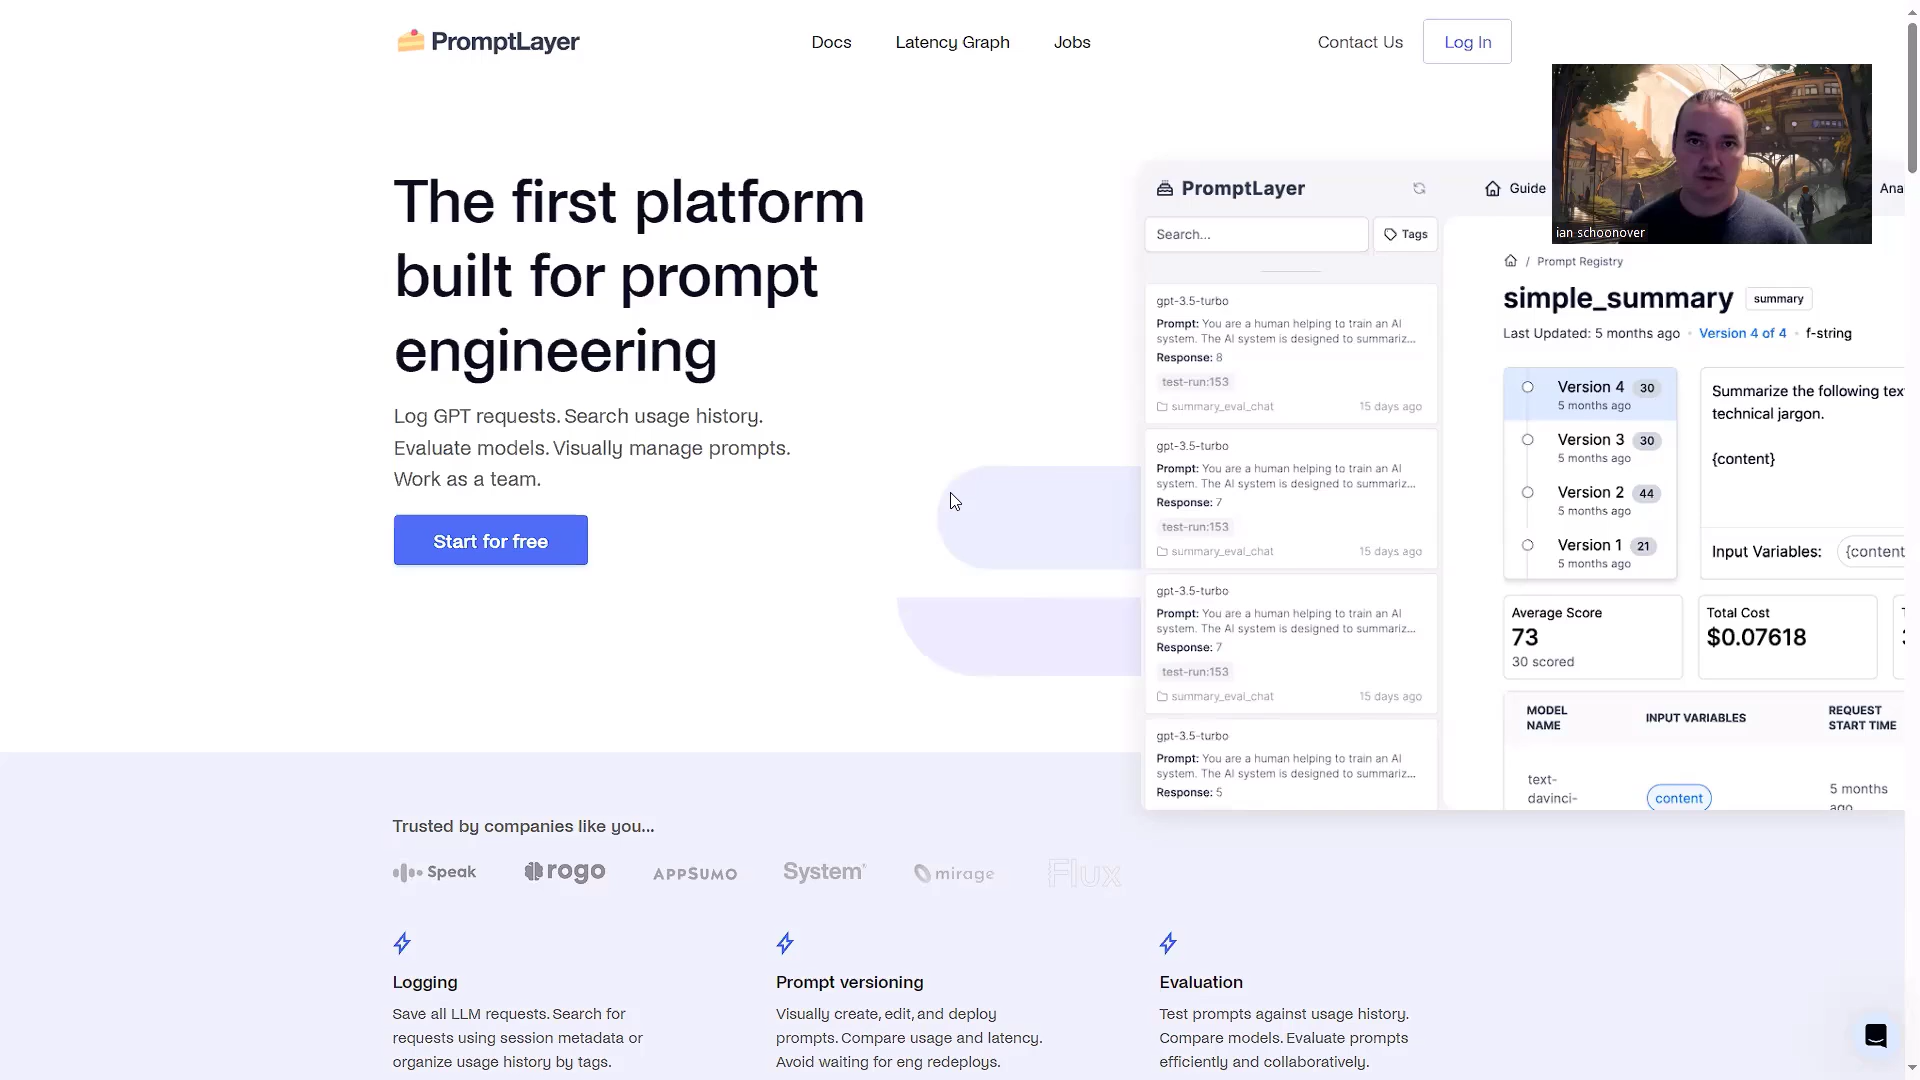 PromptLayer
Docs
Latency Graph
Jobs
Contact Us
Log In
ian schoonover
The first platform
built for prompt
engineering
Log GPT requests. Search usage history.
Evaluate models. Visually manage prompts.
Work as a team.
Start for free
PromptLayer
Guide
Search...
Tags
gpt-3.5-turbo
Prompt: You are a human helping to train an AI
system. The AI system is designed to summariz...
Response: 8
test-run:153
summary_eval_chat 15 days ago
gpt-3.5-turbo
Prompt: You are a human helping to train an AI
system. The AI system is designed to summariz...
Response: 7
test-run:153
summary_eval_chat 15 days ago
gpt-3.5-turbo
Prompt: You are a human helping to train an AI
system. The AI system is designed to summariz...
Response: 7
test-run:153
summary_eval_chat 15 days ago
gpt-3.5-turbo
Prompt: You are a human helping to train an AI
system. The AI system is designed to summariz...
Response: 5
/ Prompt Registry
simple_summary summary
Last Updated: 5 months ago • Version 4 of 4 • f-string
Version 4 30
5 months ago
Version 3 30
5 months ago
Version 2 44
5 months ago
Version 1 21
5 months ago
Summarize the following tex
technical jargon.
{content}
Input Variables: {content
Average Score
73
30 scored
Total Cost
$0.07618
MODEL
NAME
INPUT VARIABLES
REQUEST
START TIME
text-
davinci-
content
5 months
ago
Trusted by companies like you...
Speak
rogo
APPSUMO
System
mirage
Flux
Logging
Save all LLM requests. Search for
requests using session metadata or
organize usage history by tags.
Prompt versioning
Visually create, edit, and deploy
prompts. Compare usage and latency.
Avoid waiting for eng redeploys.
Evaluation
Test prompts against usage history.
Compare models. Evaluate prompts
efficiently and collaboratively.